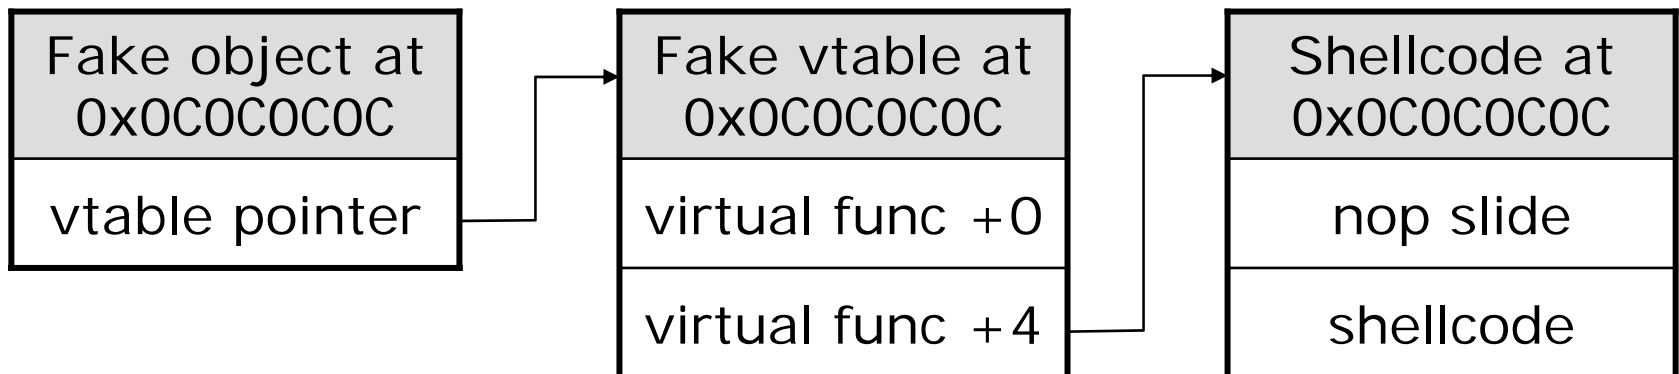 Fake object at
0x0C0C0C0C
vtable pointer
Fake vtable at
0x0C0C0C0C
virtual func +0
virtual func +4
Shellcode at
0x0C0C0C0C
nop slide
shellcode